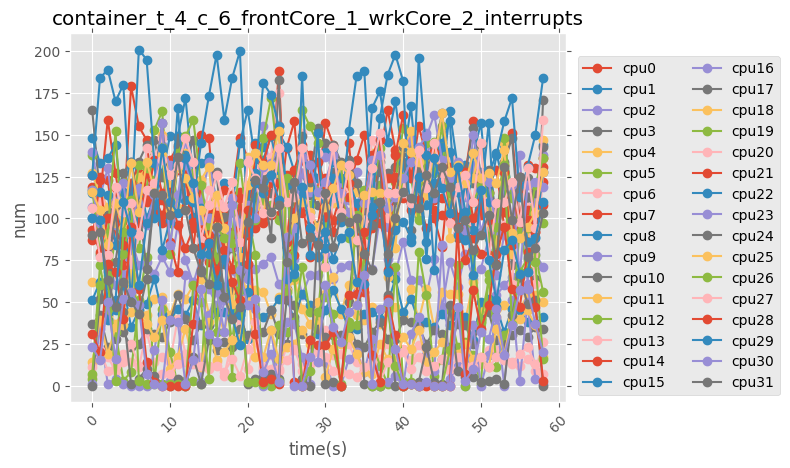 container_t_4_c_6_frontCore_1_wrkCore_2_interrupts
num
200
175
150
125
100
75
50
25
0
0
10
20
30
40
50
60
time(s)
cpu0
cpu1
cpu2
cpu3
cpu4
cpu5
cpu6
cpu7
cpu8
cpu9
cpu10
cpu11
cpu12
cpu13
cpu14
cpu15
cpu16
cpu17
cpu18
cpu19
cpu20
cpu21
cpu22
cpu23
cpu24
cpu25
cpu26
cpu27
cpu28
cpu29
cpu30
cpu31